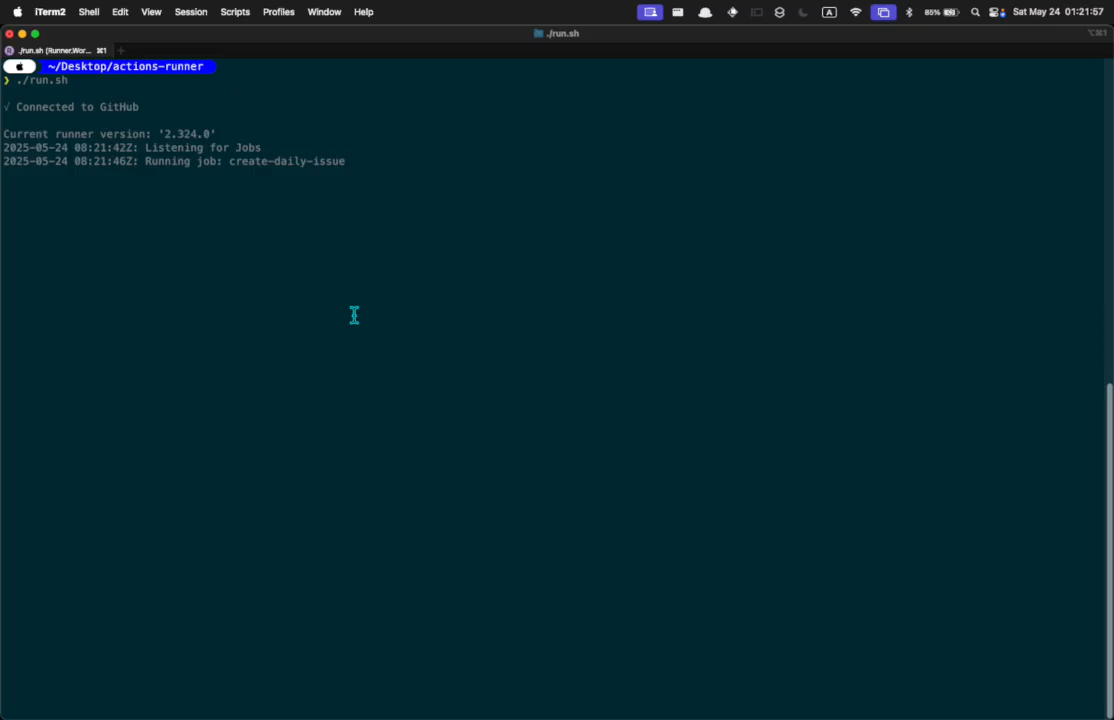 iTerm2 Shell Edit View Session Scripts Profiles Window Help A 85% Sat May 24 01:21:57
./run.sh ⌥⌘1
./run.sh (Runner.Wor... ⌘1 +
~/Desktop/actions-runner
❯ ./run.sh
√ Connected to GitHub
Current runner version: '2.324.0'
2025-05-24 08:21:42Z: Listening for Jobs
2025-05-24 08:21:46Z: Running job: create-daily-issue